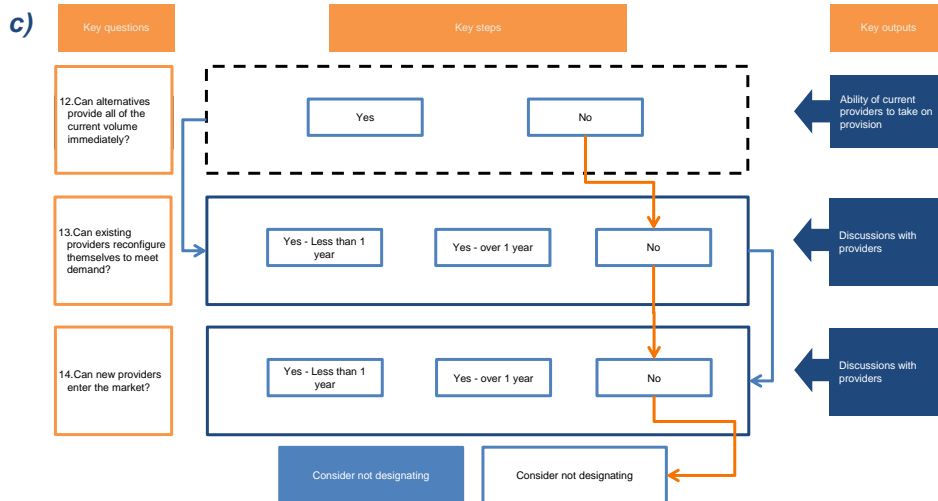 c)
Key questions
Key steps
Key outputs
12.Can alternatives
provide all of the
current volume
immediately?
Yes
No
Ability of current
providers to take on
provision
13.Can existing
providers reconfigure
themselves to meet
demand?
Yes - Less than 1
year
Yes - over 1 year
No
Discussions with
providers
14.Can new providers
enter the market?
Yes - Less than 1
year
Yes - over 1 year
No
Discussions with
providers
Consider not designating
Consider not designating